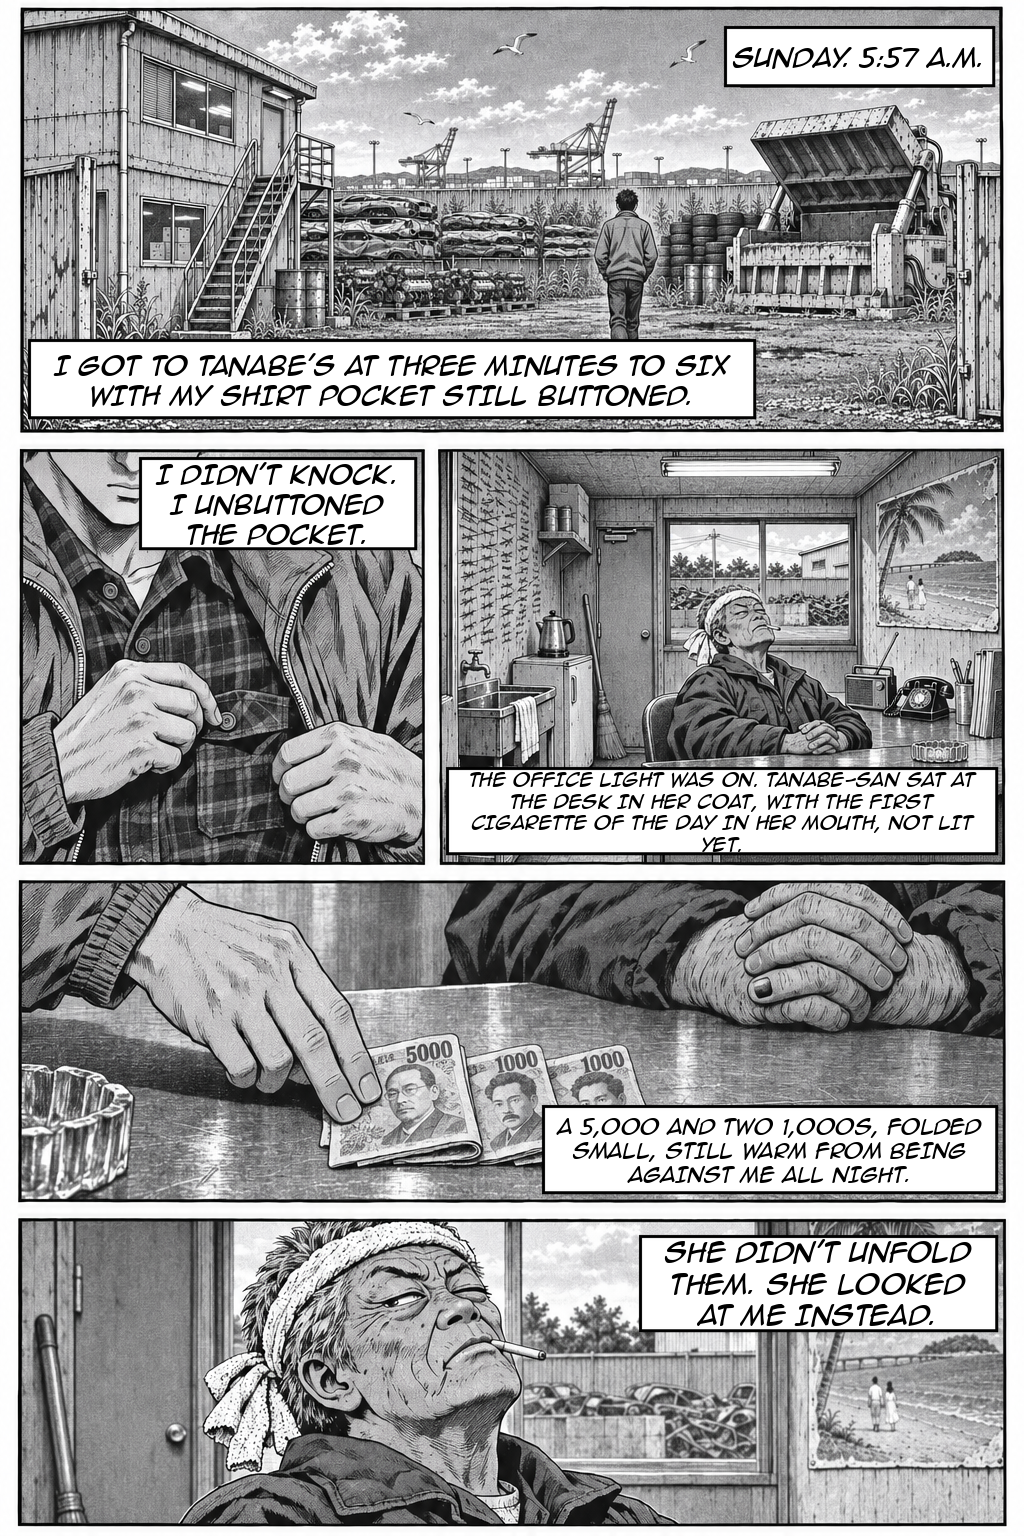 SUNDAY. 5:57 A.M.
I GOT TO TANABE'S AT THREE MINUTES TO SIX
WITH MY SHIRT POCKET STILL BUTTONED.
I DIDN'T KNOCK.
I UNBUTTONED
THE POCKET.
THE OFFICE LIGHT WAS ON. TANABE-SAN SAT AT
THE DESK IN HER COAT, WITH THE FIRST
CIGARETTE OF THE DAY IN HER MOUTH, NOT LIT
YET.
5000
1000
1000
A 5,000 AND TWO 1,000S, FOLDED
SMALL, STILL WARM FROM BEING
AGAINST ME ALL NIGHT.
SHE DIDN'T UNFOLD
THEM. SHE LOOKED
AT ME INSTEAD.